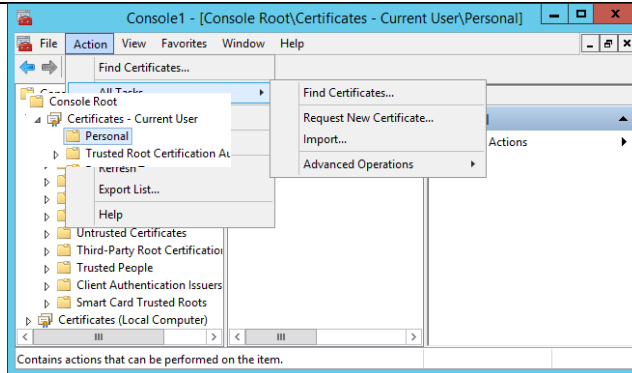 Console1 - [Console Root\Certificates - Current User\Personal]
File Action View Favorites Window Help
Find Certificates...
All Tasks
Find Certificates...
Request New Certificate...
Import...
Advanced Operations
Console Root
Certificates - Current User
Personal
Trusted Root Certification Au
Refresh
Export List...
Help
Untrusted Certificates
Third-Party Root Certification
Trusted People
Client Authentication Issuers
Smart Card Trusted Roots
Certificates (Local Computer)
Actions
Contains actions that can be performed on the item.